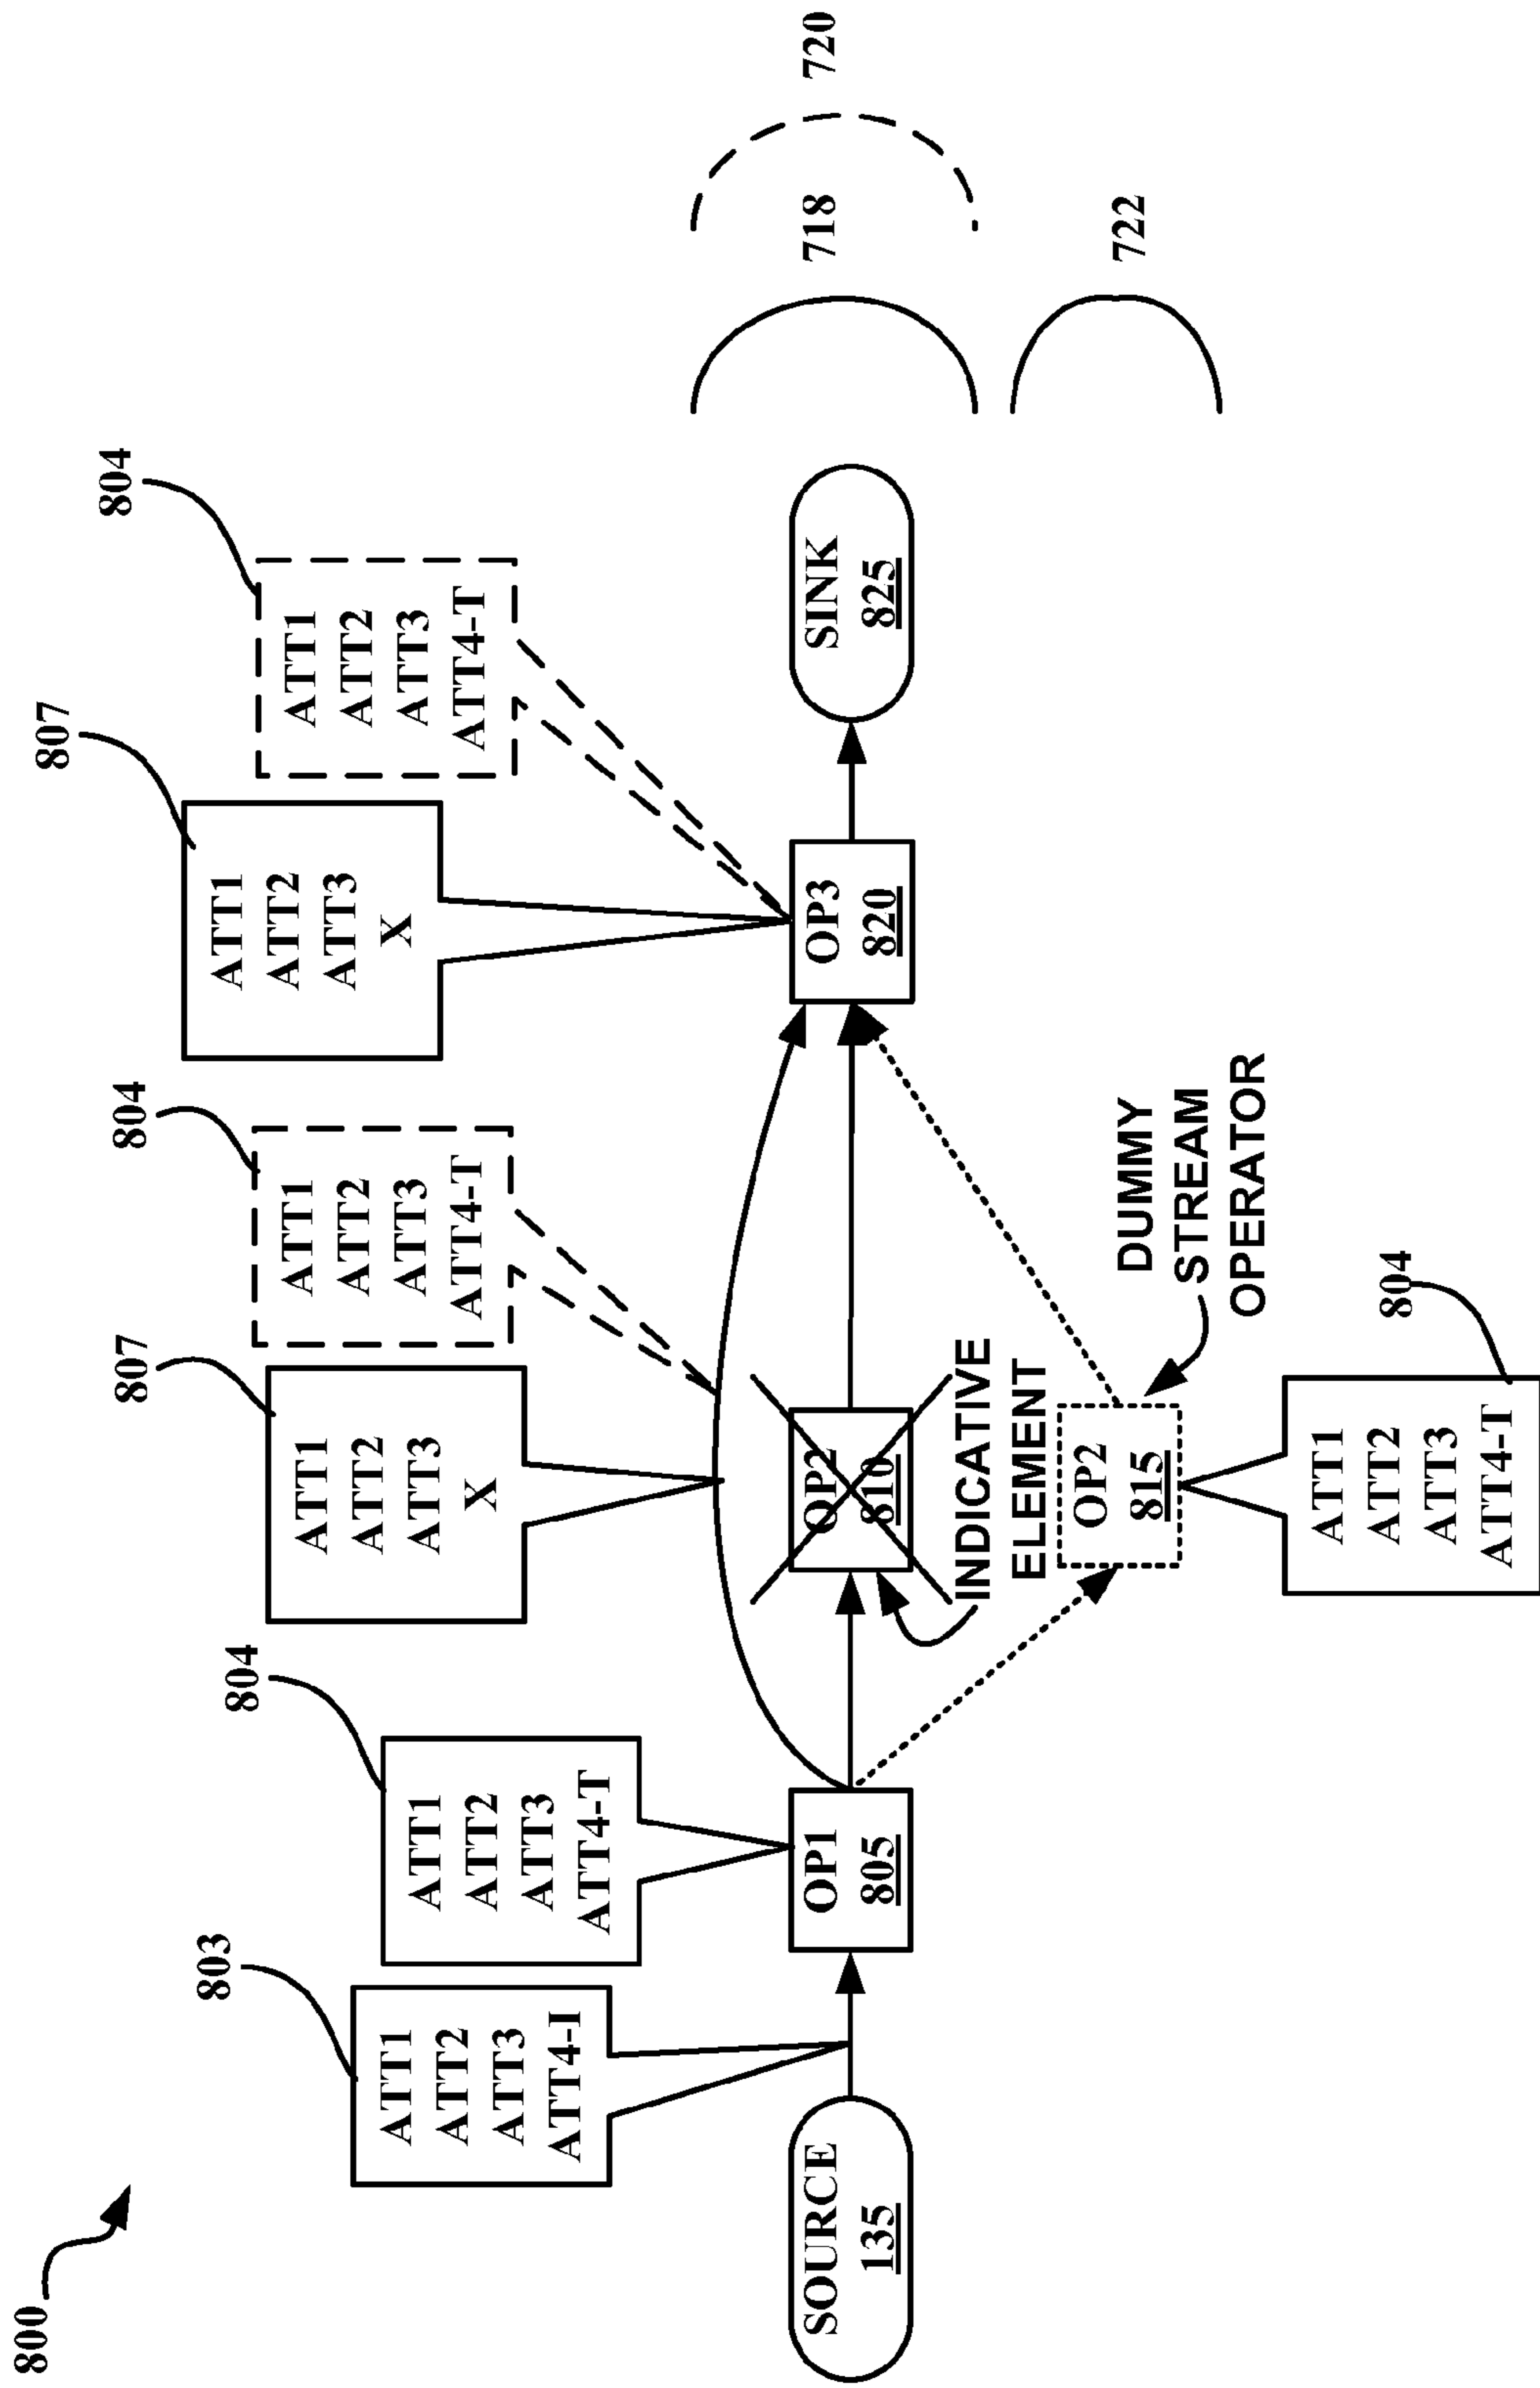 800
803
ATT1
ATT2
ATT3
ATT4-I
804
ATT1
ATT2
ATT3
ATT4-T
807
ATT1
ATT2
ATT3
X
804
ATT1
ATT2
ATT3
ATT4-T
807
ATT1
ATT2
ATT3
X
804
ATT1
ATT2
ATT3
ATT4-T
SOURCE
135
OP1
805
OP2
810
OP3
820
SINK
825
718
720
722
INDICATIVE
ELEMENT
OP2
815
DUMMY
STREAM
OPERATOR
804
ATT1
ATT2
ATT3
ATT4-T